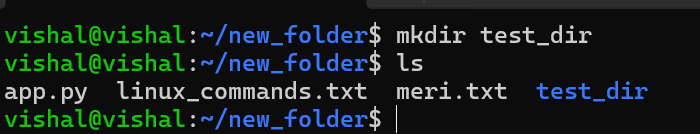 vishal@vishal:~/new_folder$ mkdir test_dir
vishal@vishal:~/new_folder$ ls
app.py  linux_commands.txt  meri.txt  test_dir
vishal@vishal:~/new_folder$